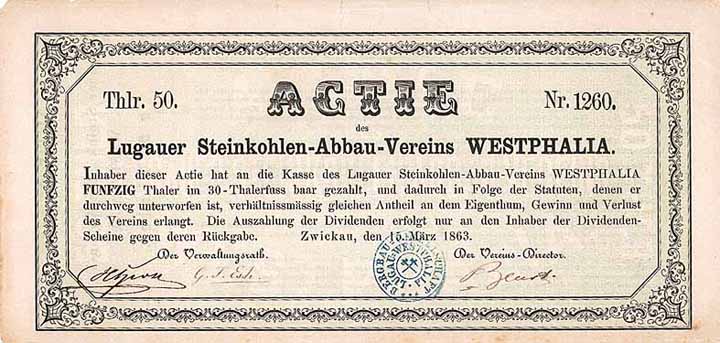 Thlr. 50. ACTIE Nr. 1260.
des
Lugauer Steinkohlen-Abbau-Vereins WESTPHALIA.
Inhaber dieser Actie hat an die Kasse des Lugauer Steinkohlen-Abbau-Vereins WESTPHALIA
FUNFZIG Thaler im 30-Thalerfuss baar gezahlt, und dadurch in Folge der Statuten, denen er
durchweg unterworfen ist, verhältnissmässig gleichen Antheil an dem Eigenthum, Gewinn und Verlust
des Vereins erlangt. Die Auszahlung der Dividenden erfolgt nur an den Inhaber der Dividenden-
Scheine gegen deren Rückgabe. Zwickau, den 15. März 1863.
Der Verwaltungsrath. Der Vereins-Director.
LUGAU-WESTPHALIA